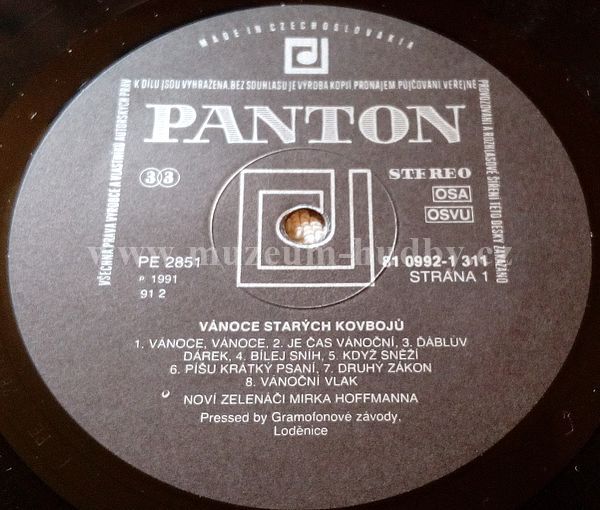 MADE IN CZECHOSLOVAKIA
VŠECHNA PRÁVA VÝROBCE A VLASTNÍKŮ AUTORSKÝCH PRÁV
K DÍLU JSOU VYHRAŽENA. BEZ SOUHLASU JE VÝROBA KOPIÍ, PRONÁJEM, PŮJČOVÁNÍ VEŘEJNÉ
PROVOZOVÁNÍ A ROZHLASOVÉ ŠÍŘENÍ TÉTO DESKY ZAKÁZÁNO
PANTON
33
STEREO
OSA
OSVU
www.muzeum-hudby.cz
PE 2851
81 0992-1 311
℗ 1991
STRANA 1
91 2
VÁNOCE STARÝCH KOVBOJŮ
1. VÁNOCE, VÁNOCE, 2. JE ČAS VÁNOČNÍ, 3. ĎÁBLŮV
DÁREK, 4. BÍLEJ SNÍH, 5. KDYŽ SNĚŽÍ
6. PÍŠU KRÁTKÝ PSANÍ, 7. DRUHÝ ZÁKON
8. VÁNOČNÍ VLAK
NOVÍ ZELENÁČI MIRKA HOFFMANNA
Pressed by Gramofonové závody,
Loděnice